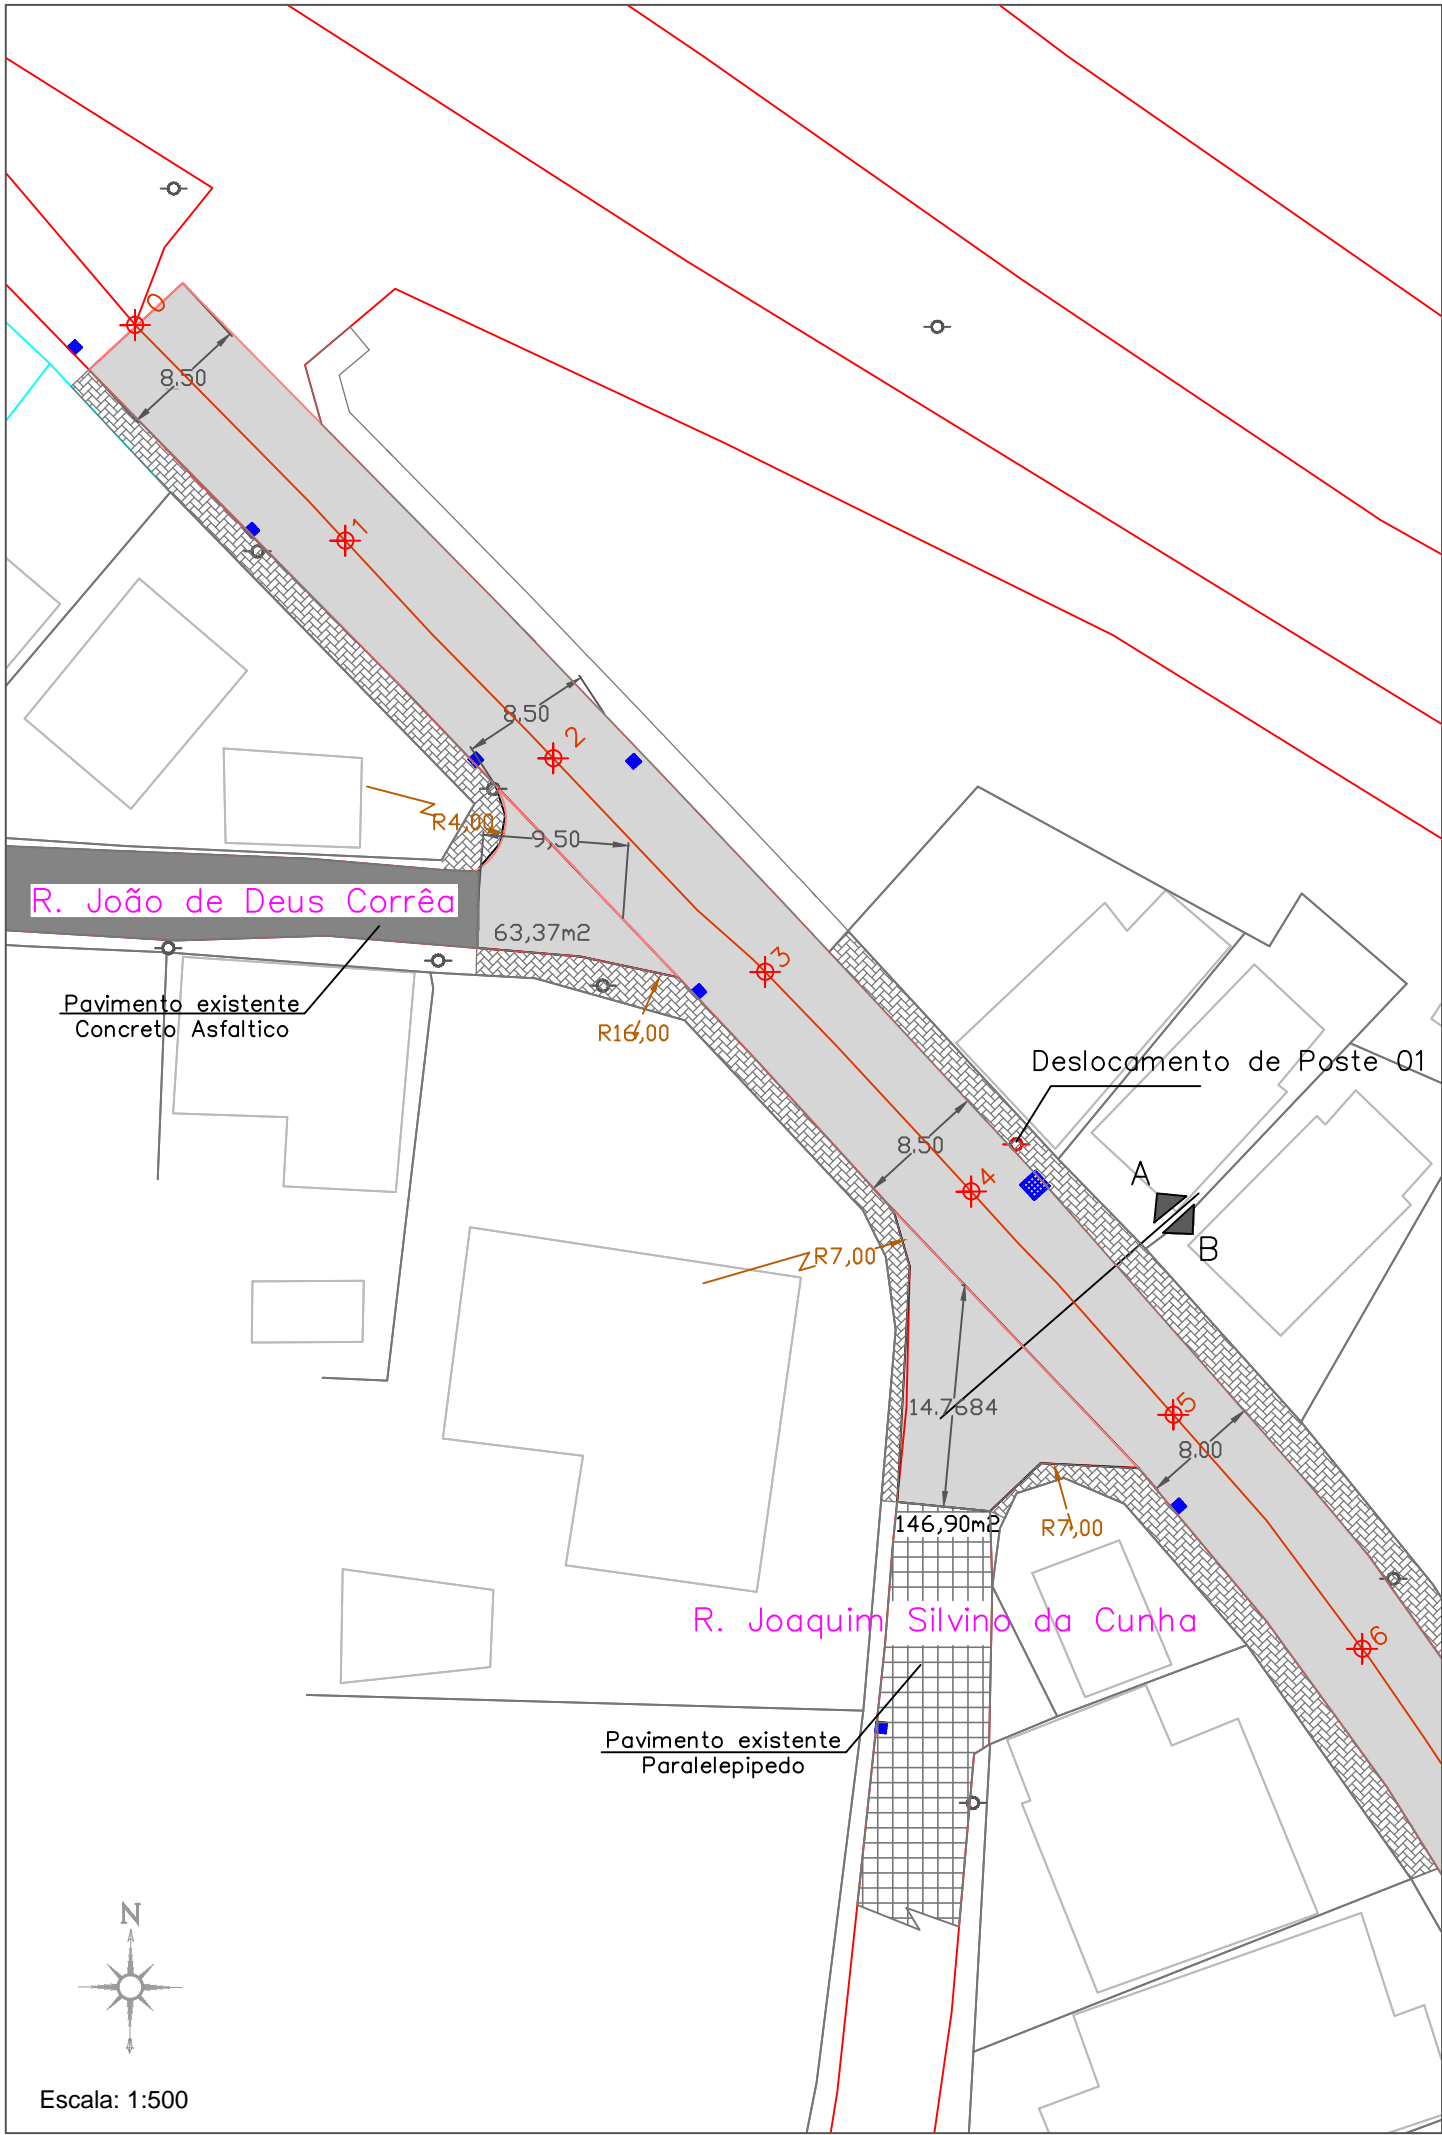 0
8,50
1
8,50
2
R4,00
9,50
R. João de Deus Corrêa
63,37m2
3
Pavimento existente
Concreto Asfaltico
R16,00
Deslocamento de Poste 01
8,50
4
A
B
R7,00
14.7684
5
8,00
146,90m2
R7,00
R. Joaquim Silvino da Cunha
6
Pavimento existente
Paralelepipedo
N
Escala: 1:500